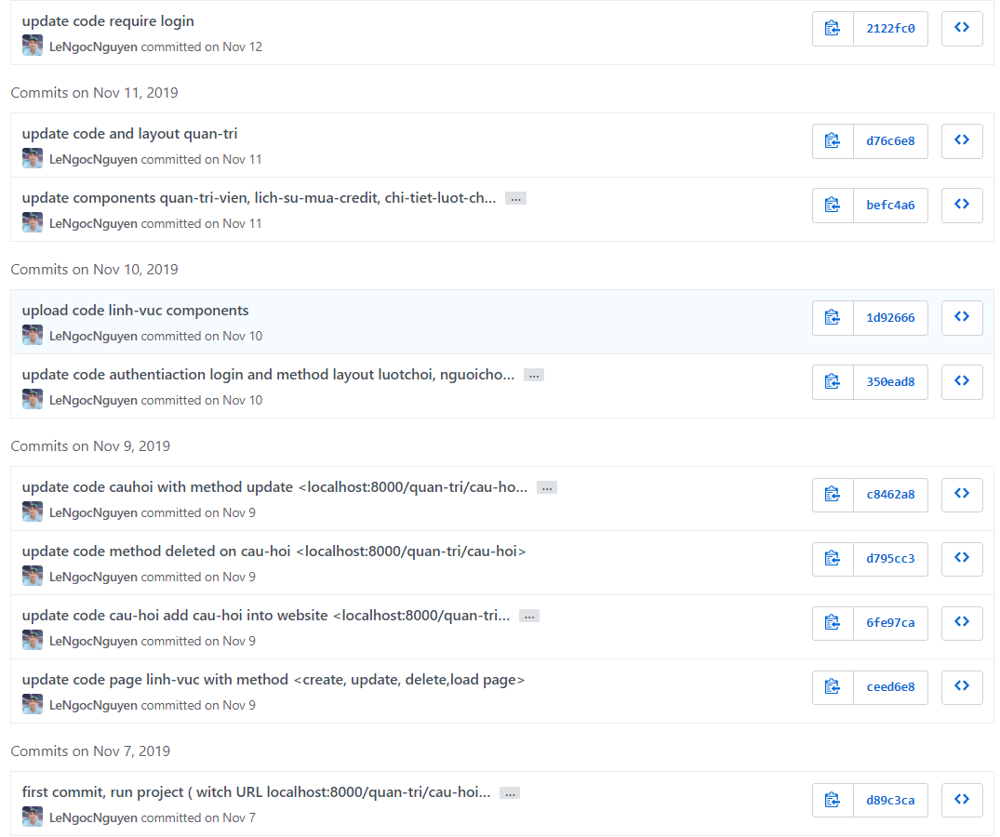 update code require login
2122fc0
LeNgocNguyen committed on Nov 12
Commits on Nov 11, 2019
update code and layout quan-tri
d76c6e8
LeNgocNguyen committed on Nov 11
update components quan-tri-vien, lich-su-mua-credit, chi-tiet-luot-ch... ...
befc4a6
LeNgocNguyen committed on Nov 11
Commits on Nov 10, 2019
upload code linh-vuc components
1d92666
LeNgocNguyen committed on Nov 10
update code authentiaction login and method layout luotchoi, nguoicho... ...
350ead8
LeNgocNguyen committed on Nov 10
Commits on Nov 9, 2019
update code cauhoi with method update <localhost:8000/quan-tri/cau-ho... ...
c8462a8
LeNgocNguyen committed on Nov 9
update code method deleted on cau-hoi <localhost:8000/quan-tri/cau-hoi>
d795cc3
LeNgocNguyen committed on Nov 9
update code cau-hoi add cau-hoi into website <localhost:8000/quan-tri... ...
6fe97ca
LeNgocNguyen committed on Nov 9
update code page linh-vuc with method <create, update, delete,load page>
ceed6e8
LeNgocNguyen committed on Nov 9
Commits on Nov 7, 2019
first commit, run project ( witch URL localhost:8000/quan-tri/cau-hoi... ...
d89c3ca
LeNgocNguyen committed on Nov 7